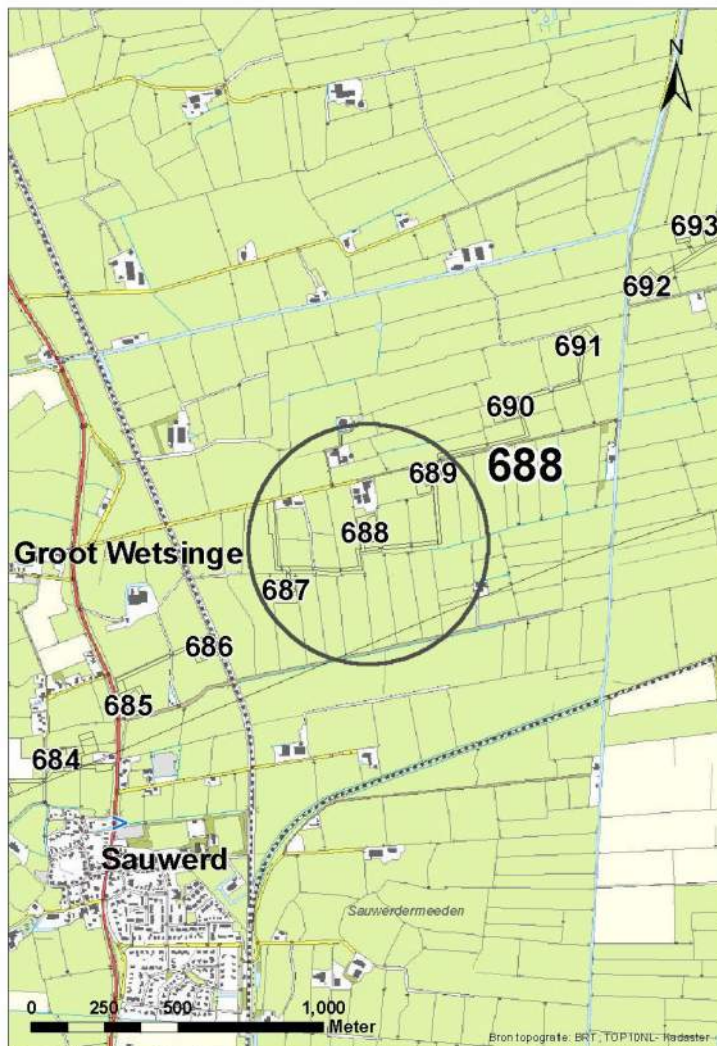 N
693
692
691
690
689
688
688
Groot Wetsinge
687
686
685
684
Sauwerd
Sauwerdermeeden
0 250 500 1,000
Meter
Bron topografie: BRT, TOP10NL- Kadaster